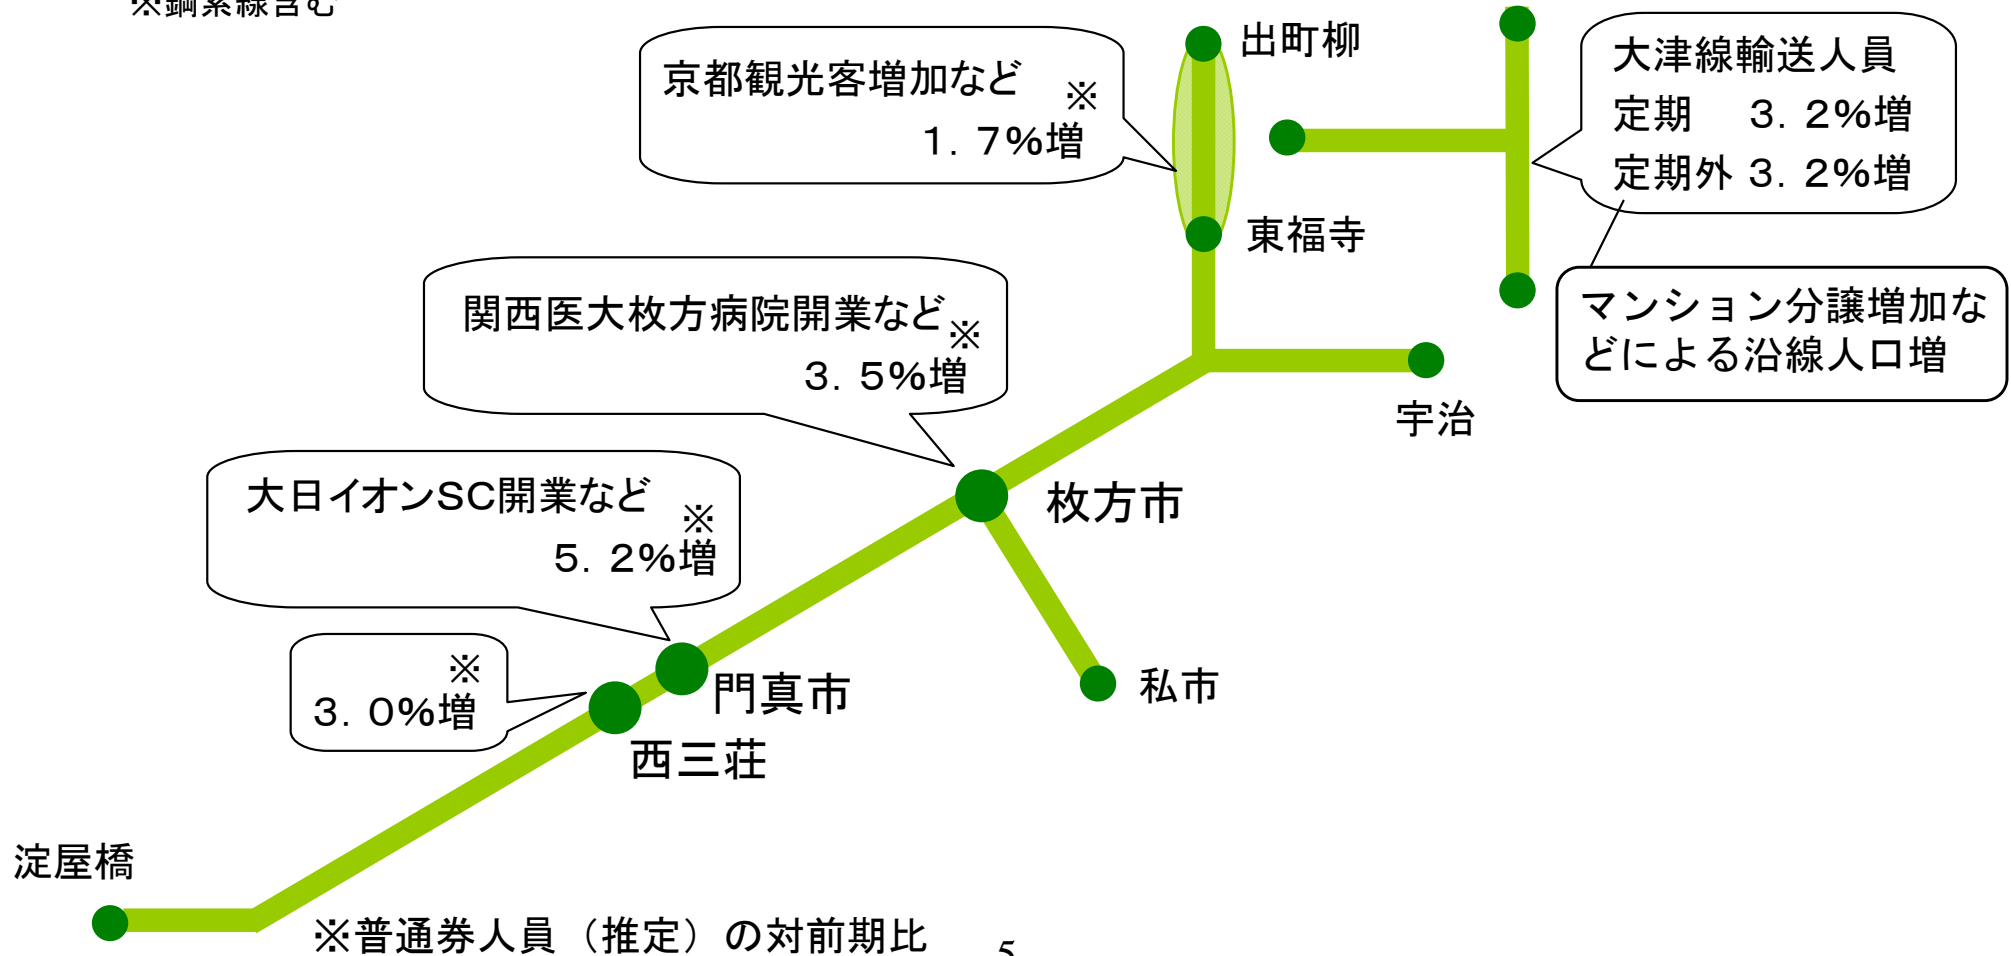 ※鋼索線含む
出町柳
京都観光客増加など
※
1．7%増
大津線輸送人員
定期　3．2%増
定期外 3．2%増
東福寺
マンション分譲増加な
どによる沿線人口増
関西医大枚方病院開業など
※
3．5%増
宇治
大日イオンSC開業など
※
5．2%増
枚方市
※
3．0%増
門真市
私市
西三荘
淀屋橋
※普通券人員（推定）の対前期比
5